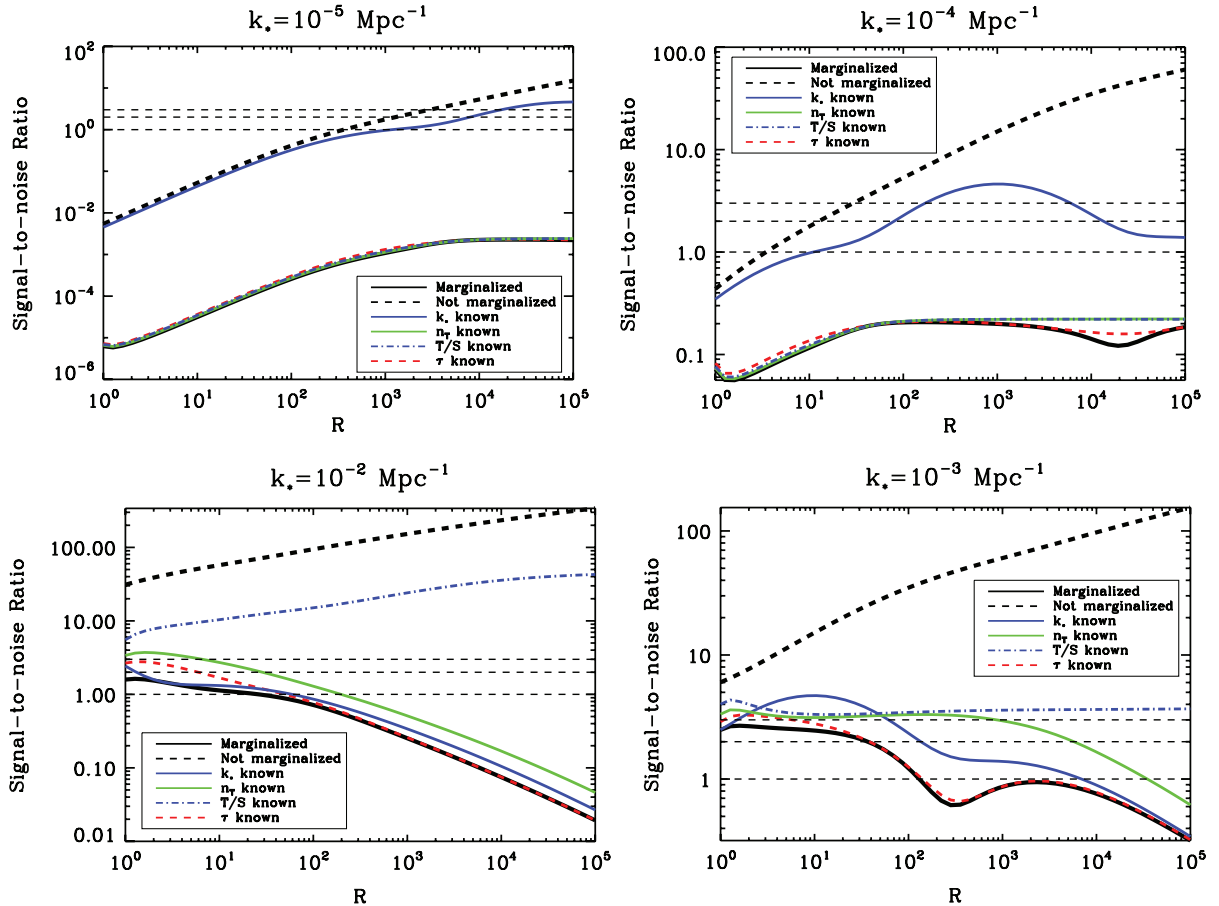 k*=10⁻⁵ Mpc⁻¹
Signal-to-noise Ratio
10²
10⁰
10⁻²
10⁻⁴
10⁻⁶
Marginalized
Not marginalized
k* known
n_T known
T/S known
τ known
10⁰ 10¹ 10² 10³ 10⁴ 10⁵
R
k*=10⁻⁴ Mpc⁻¹
Signal-to-noise Ratio
100.0
10.0
1.0
0.1
Marginalized
Not marginalized
k* known
n_T known
T/S known
τ known
10⁰ 10¹ 10² 10³ 10⁴ 10⁵
R
k*=10⁻² Mpc⁻¹
Signal-to-noise Ratio
100.00
10.00
1.00
0.10
0.01
Marginalized
Not marginalized
k* known
n_T known
T/S known
τ known
10⁰ 10¹ 10² 10³ 10⁴ 10⁵
R
k*=10⁻³ Mpc⁻¹
Signal-to-noise Ratio
100
10
1
Marginalized
Not marginalized
k* known
n_T known
T/S known
τ known
10⁰ 10¹ 10² 10³ 10⁴ 10⁵
R